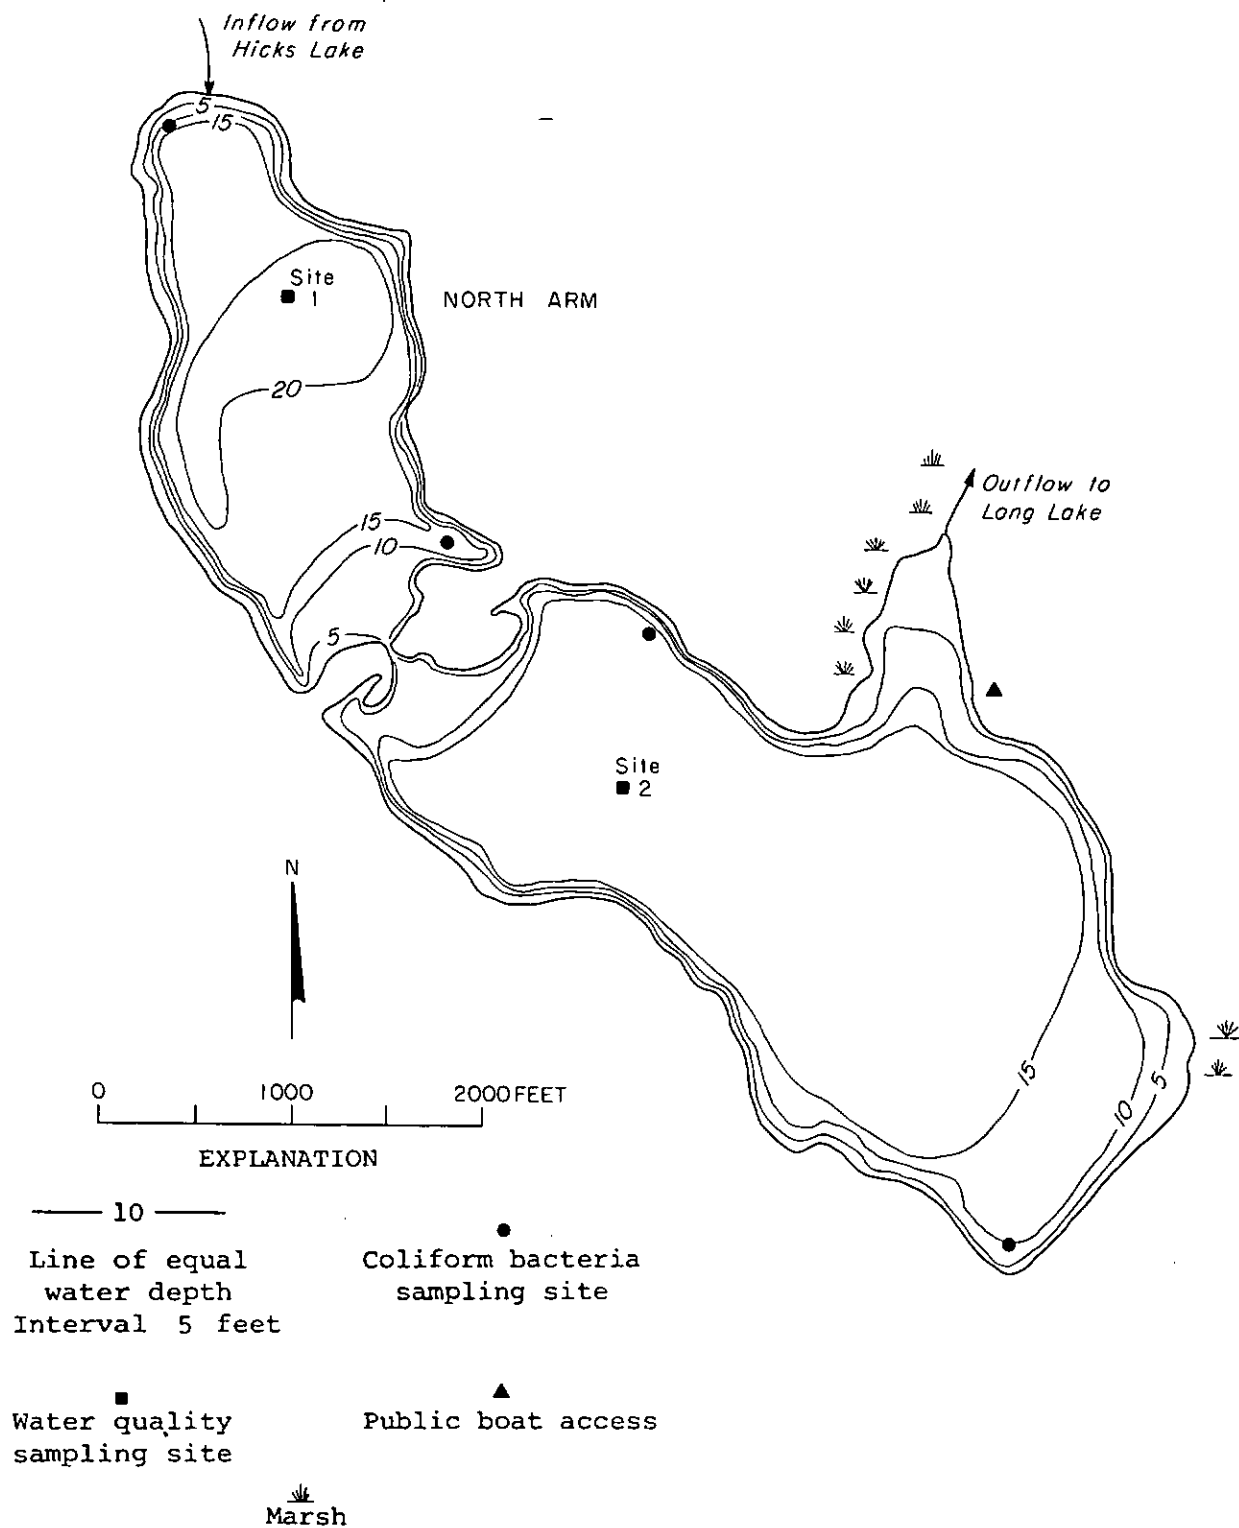 Inflow from
Hicks Lake
5
15
Site
1
NORTH ARM
20
Outflow to
Long Lake
15
10
5
Site
2
N
15
5
10
0 1000 2000 FEET
EXPLANATION
10
Line of equal
water depth
Interval 5 feet
Coliform bacteria
sampling site
Water quality
sampling site
Public boat access
Marsh